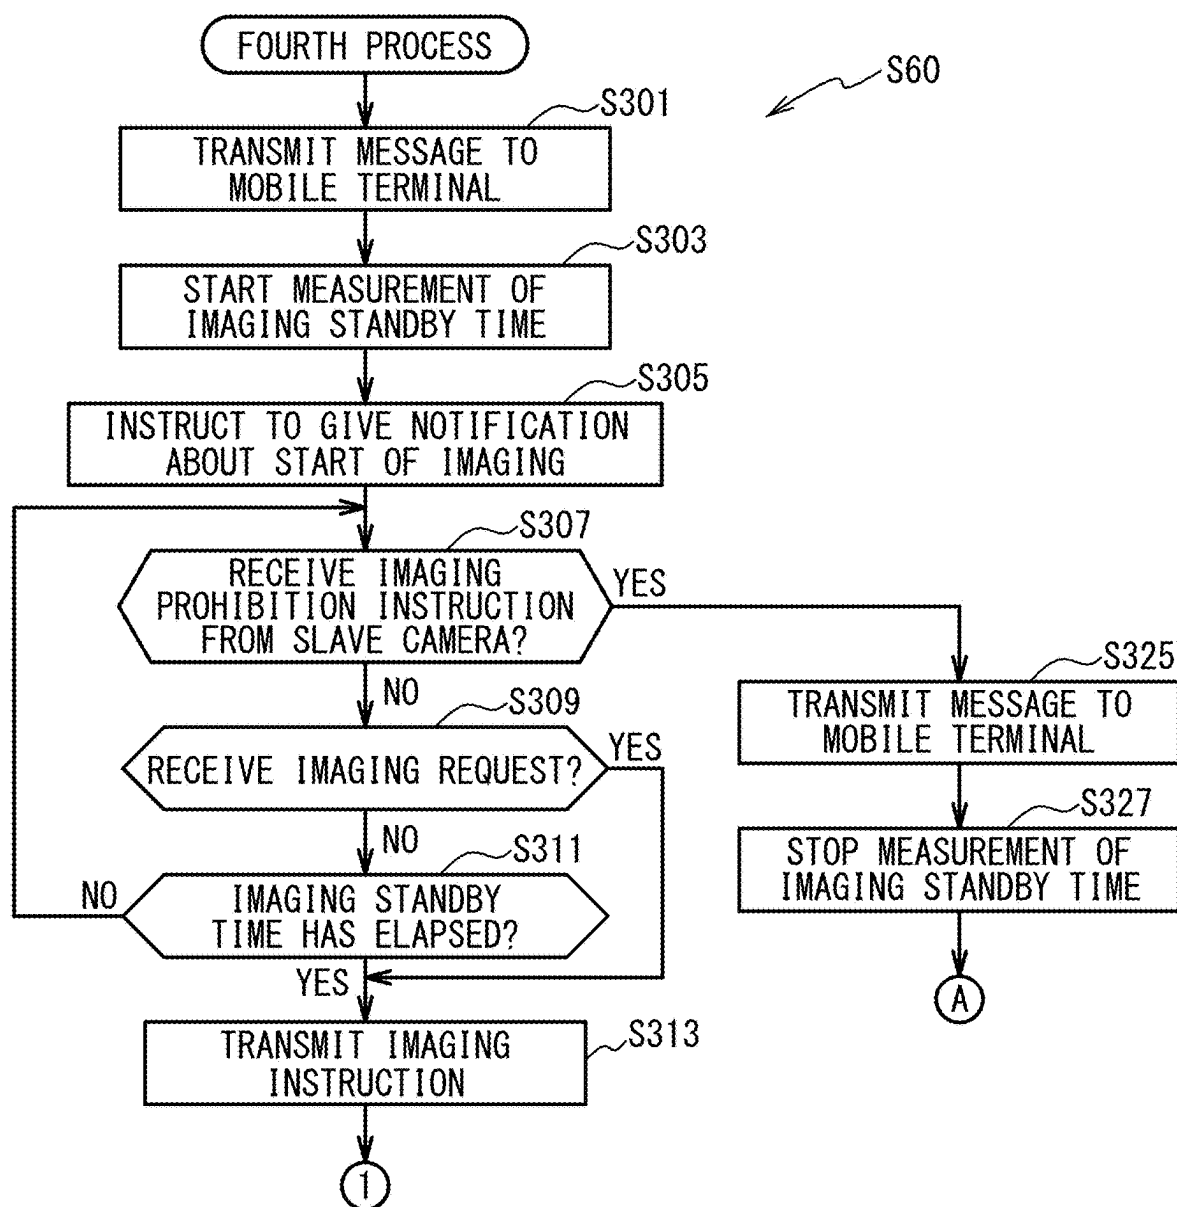 FOURTH PROCESS
S60
S301
TRANSMIT MESSAGE TO
MOBILE TERMINAL
S303
START MEASUREMENT OF
IMAGING STANDBY TIME
S305
INSTRUCT TO GIVE NOTIFICATION
ABOUT START OF IMAGING
S307
RECEIVE IMAGING
PROHIBITION INSTRUCTION
FROM SLAVE CAMERA?
YES
NO
S309
RECEIVE IMAGING REQUEST?
YES
NO
S311
IMAGING STANDBY
TIME HAS ELAPSED?
NO
YES
S313
TRANSMIT IMAGING
INSTRUCTION
1
S325
TRANSMIT MESSAGE TO
MOBILE TERMINAL
S327
STOP MEASUREMENT OF
IMAGING STANDBY TIME
A